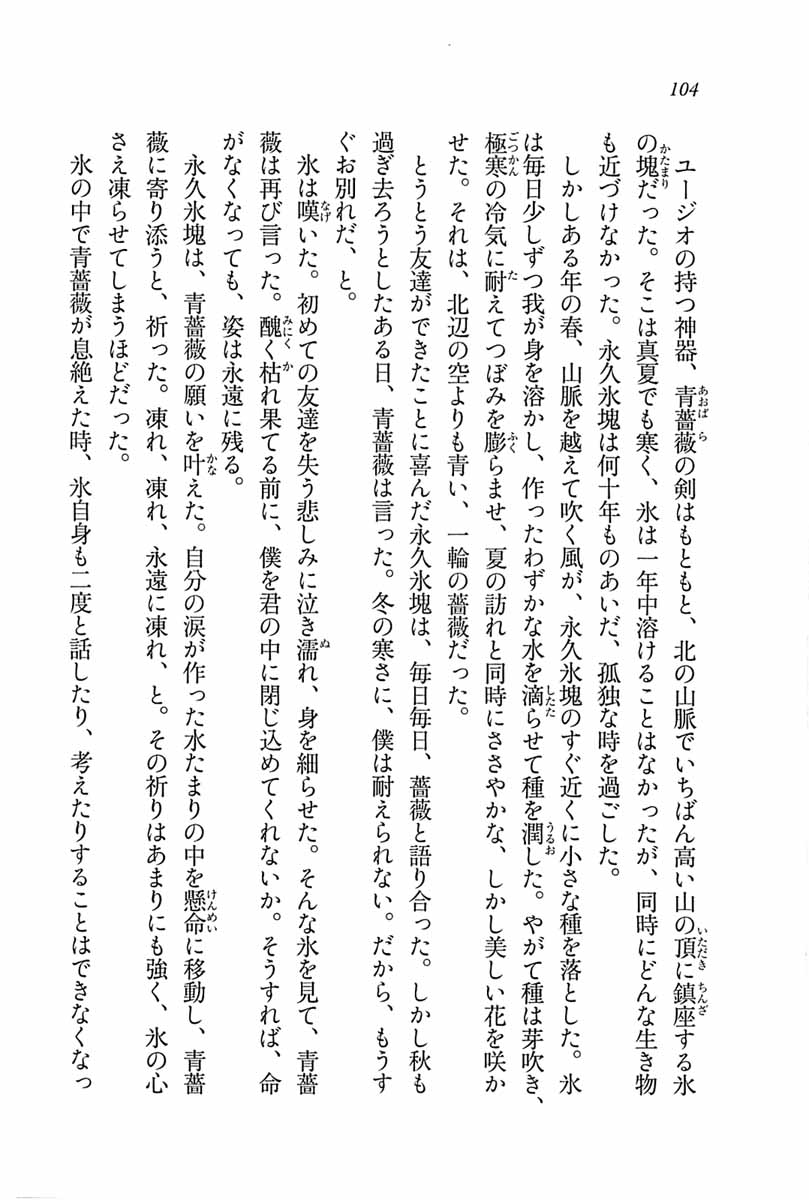 104
ユージオの持つ神器、青薔薇の剣はもともと、北の山脈でいちばん高い山の頂に鎮座する氷
の塊だった。そこは真夏でも寒く、氷は一年中溶けることはなかったが、同時にどんな生き物
も近づけなかった。永久氷塊は何十年ものあいだ、孤独な時を過ごした。
しかしある年の春、山脈を越えて吹く風が、永久氷塊のすぐ近くに小さな種を落とした。氷
は毎日少しずつ我が身を溶かし、作ったわずかな水を滴らせて種を潤した。やがて種は芽吹き、
極寒の冷気に耐えてつぼみを膨らませ、夏の訪れと同時にささやかな、しかし美しい花を咲か
せた。それは、北辺の空よりも青い、一輪の薔薇だった。
とうとう友達ができたことに喜んだ永久氷塊は、毎日毎日、薔薇と語り合った。しかし秋も
過ぎ去ろうとしたある日、青薔薇は言った。冬の寒さに、僕は耐えられない。だから、もうす
ぐお別れだ、と。
氷は嘆いた。初めての友達を失う悲しみに泣き濡れ、身を細らせた。そんな氷を見て、青薔
薇は再び言った。醜く枯れ果てる前に、僕を君の中に閉じ込めてくれないか。そうすれば、命
がなくなっても、姿は永遠に残る。
永久氷塊は、青薔薇の願いを叶えた。自分の涙が作った水たまりの中を懸命に移動し、青薔
薇に寄り添うと、祈った。凍れ、凍れ、永遠に凍れ、と。その祈りはあまりにも強く、氷の心
さえ凍らせてしまうほどだった。
氷の中で青薔薇が息絶えた時、氷自身も二度と話したり、考えたりすることはできなくなっ